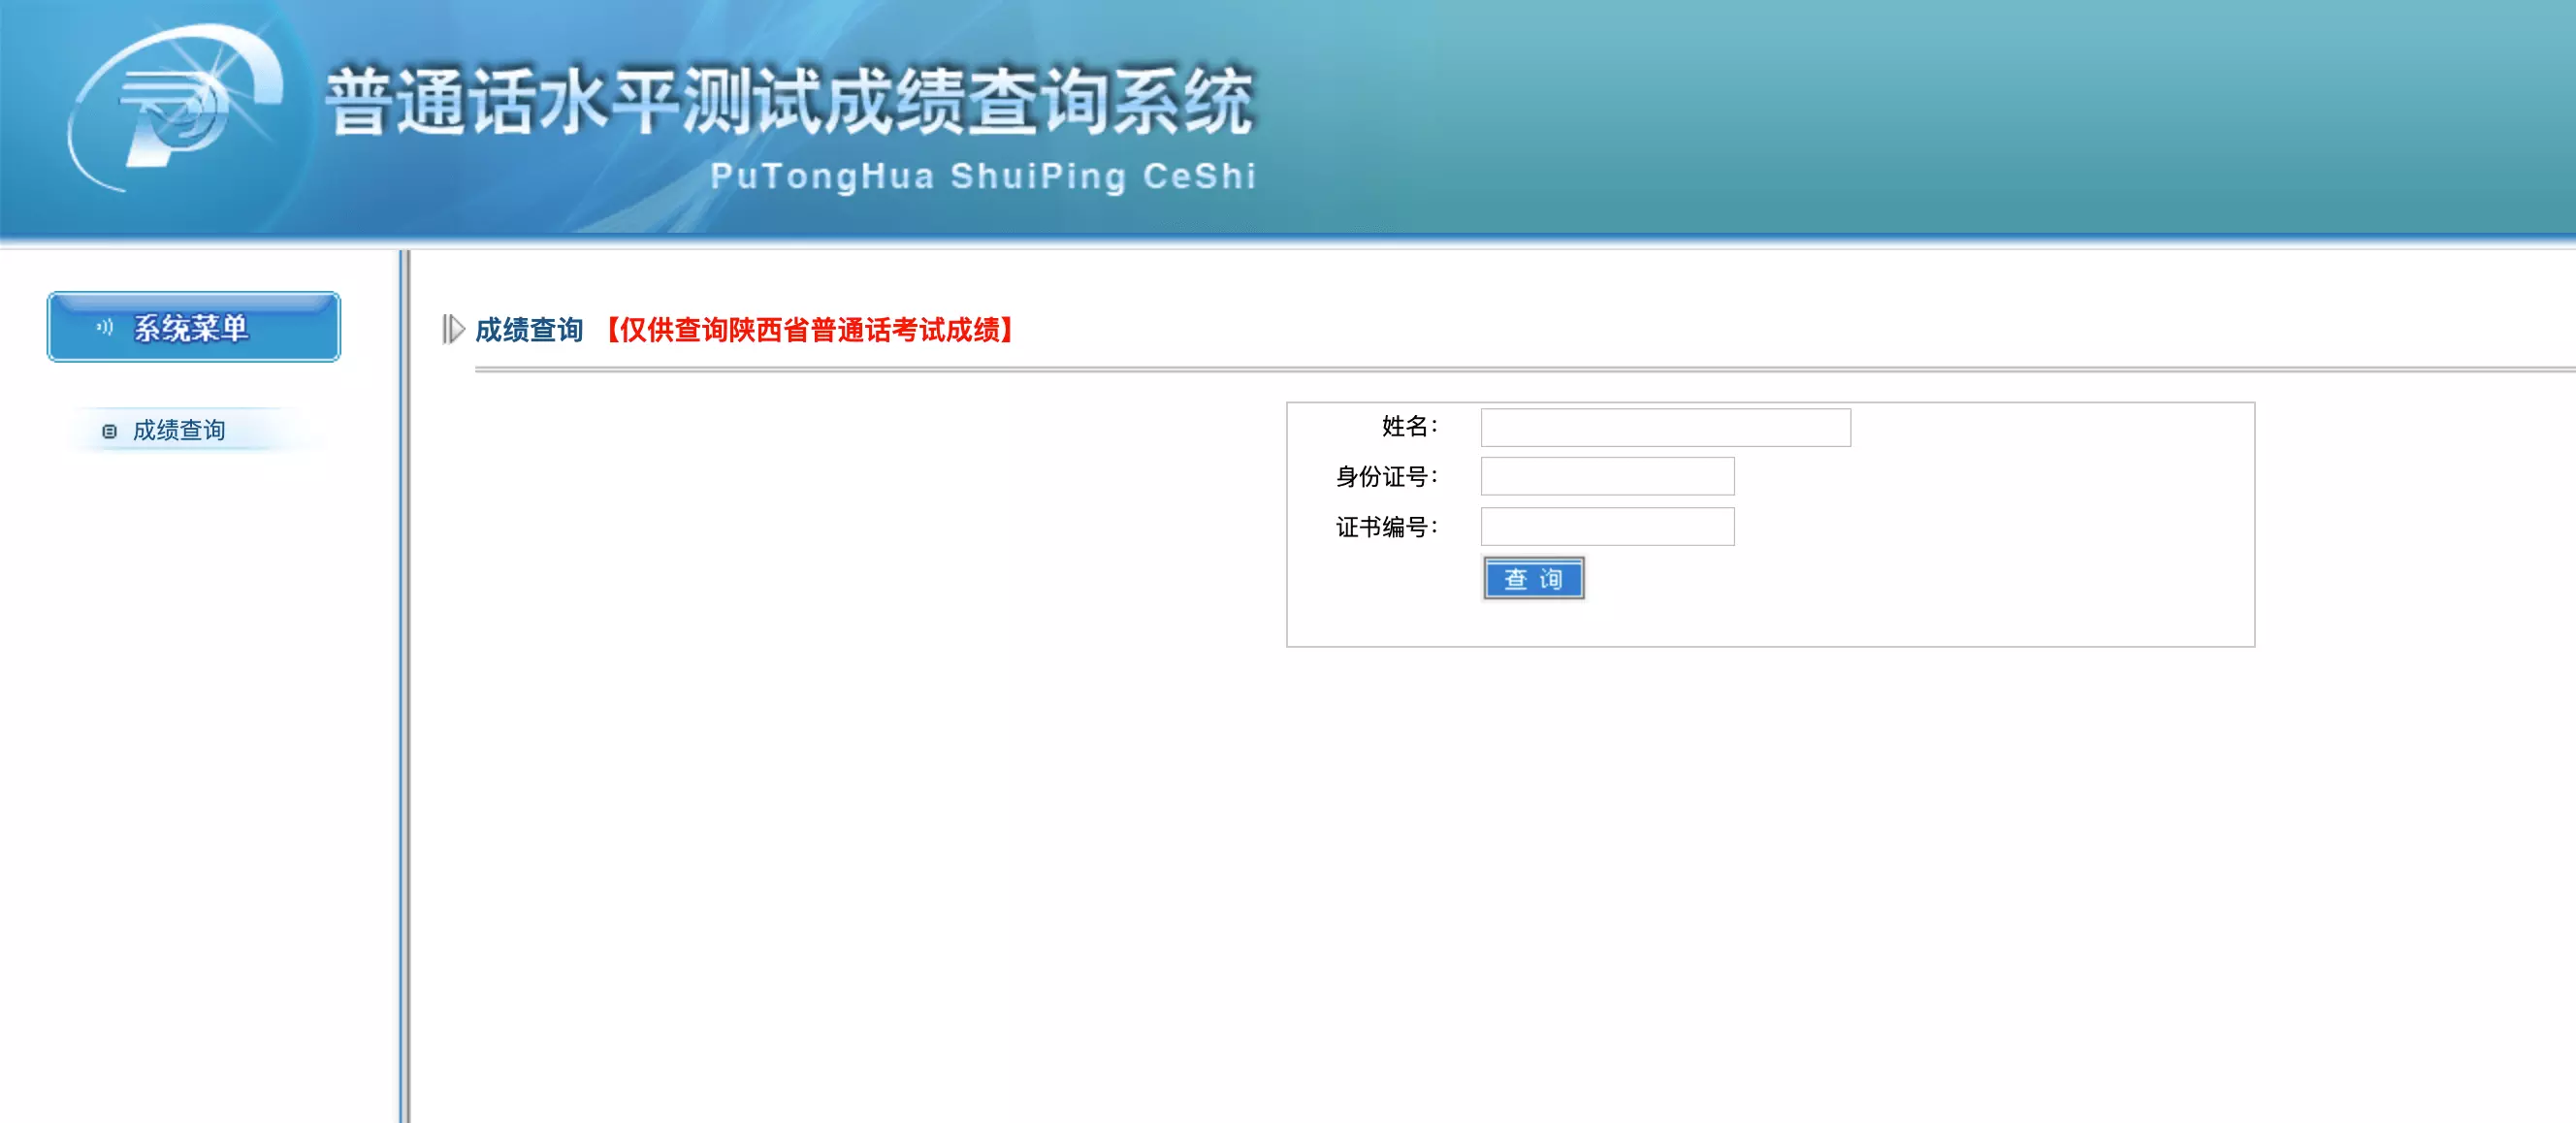 普通话水平测试成绩查询系统
PuTongHua ShuiPing CeShi
系统菜单
成绩查询
成绩查询 【仅供查询陕西省普通话考试成绩】
姓名：
身份证号：
证书编号：
查 询